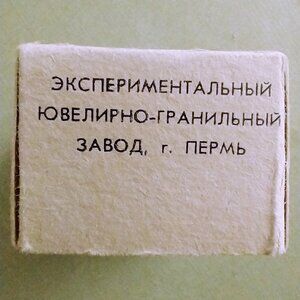 ЭКСПЕРИМЕНТАЛЬНЫЙ
ЮВЕЛИРНО-ГРАНИЛЬНЫЙ
ЗАВОД, г. ПЕРМЬ